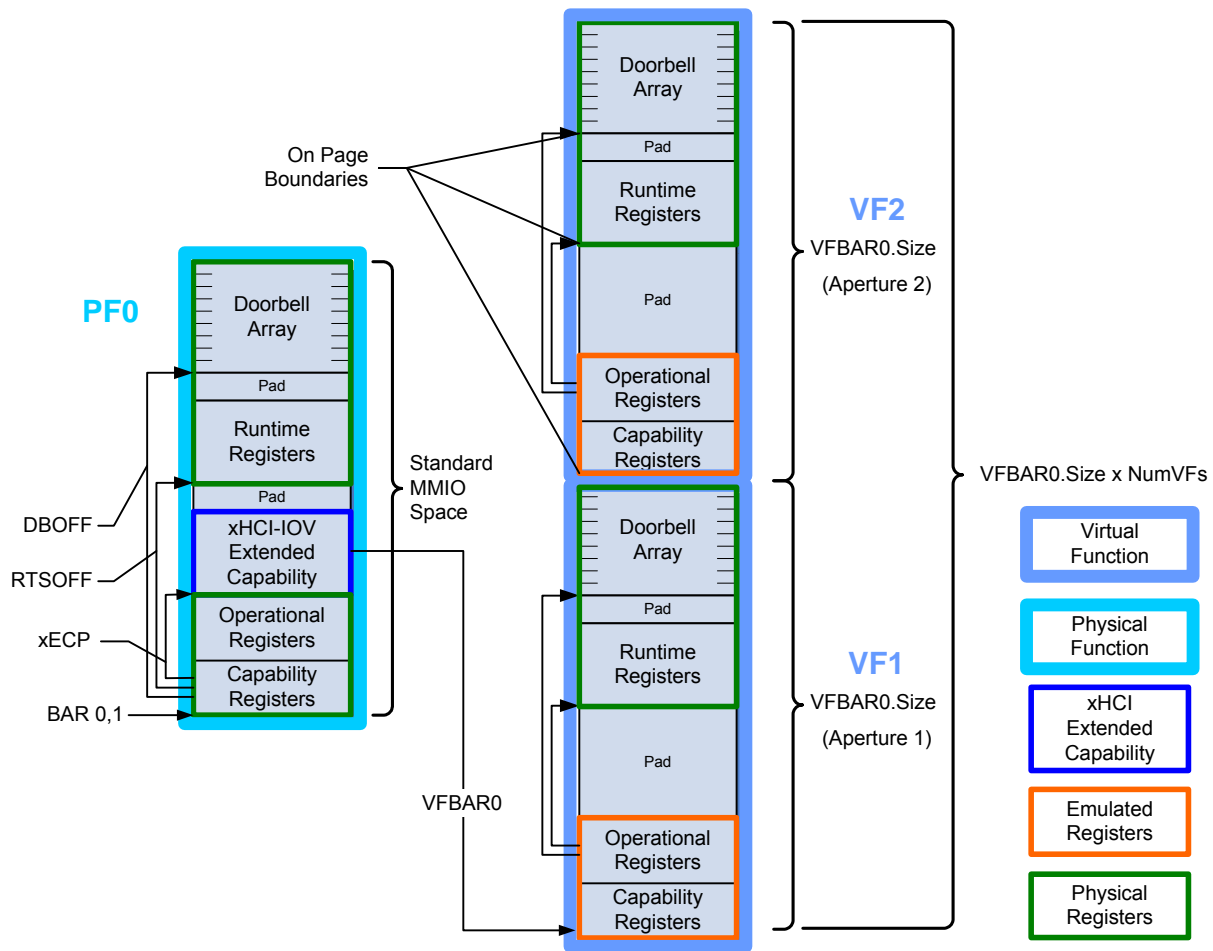 PF0
Doorbell
Array
Pad
Runtime
Registers
Pad
xHCI-IOV
Extended
Capability
Operational
Registers
Capability
Registers
DBOFF
RTSOFF
xECP
BAR 0,1
Standard
MMIO
Space
VFBAR0
On Page
Boundaries
Doorbell
Array
Pad
Runtime
Registers
Pad
Operational
Registers
Capability
Registers
VF2
VFBAR0.Size
(Aperture 2)
Doorbell
Array
Pad
Runtime
Registers
Pad
Operational
Registers
Capability
Registers
VF1
VFBAR0.Size
(Aperture 1)
VFBAR0.Size x NumVFs
Virtual
Function
Physical
Function
xHCI
Extended
Capability
Emulated
Registers
Physical
Registers